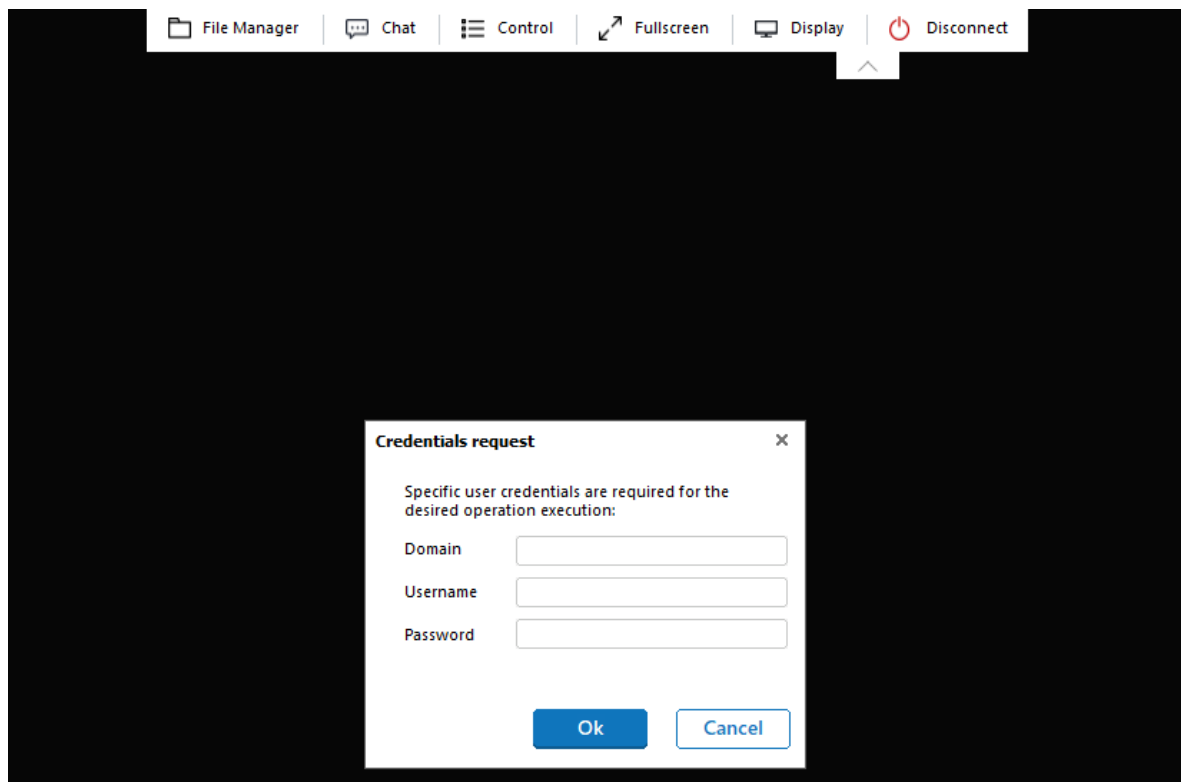 File Manager
Chat
Control
Fullscreen
Display
Disconnect
Credentials request
Specific user credentials are required for the
desired operation execution:
Domain
Username
Password
Ok
Cancel